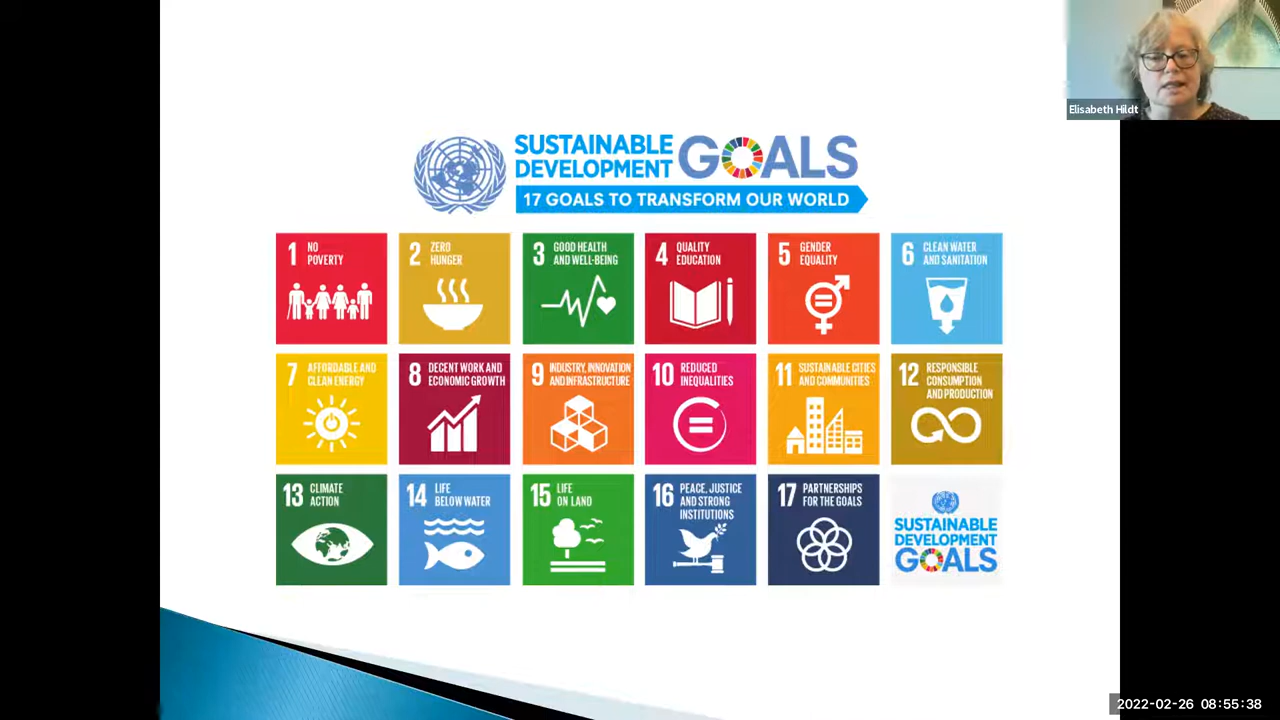 Elisabeth Hildt
SUSTAINABLE
DEVELOPMENT
GOALS
17 GOALS TO TRANSFORM OUR WORLD
1 NO
POVERTY
2 ZERO
HUNGER
3 GOOD HEALTH
AND WELL-BEING
4 QUALITY
EDUCATION
5 GENDER
EQUALITY
6 CLEAN WATER
AND SANITATION
7 AFFORDABLE AND
CLEAN ENERGY
8 DECENT WORK AND
ECONOMIC GROWTH
9 INDUSTRY, INNOVATION
AND INFRASTRUCTURE
10 REDUCED
INEQUALITIES
11 SUSTAINABLE CITIES
AND COMMUNITIES
12 RESPONSIBLE
CONSUMPTION
AND PRODUCTION
13 CLIMATE
ACTION
14 LIFE
BELOW WATER
15 LIFE
ON LAND
16 PEACE, JUSTICE
AND STRONG
INSTITUTIONS
17 PARTNERSHIPS
FOR THE GOALS
SUSTAINABLE
DEVELOPMENT
GOALS
2022-02-26 08:55:38